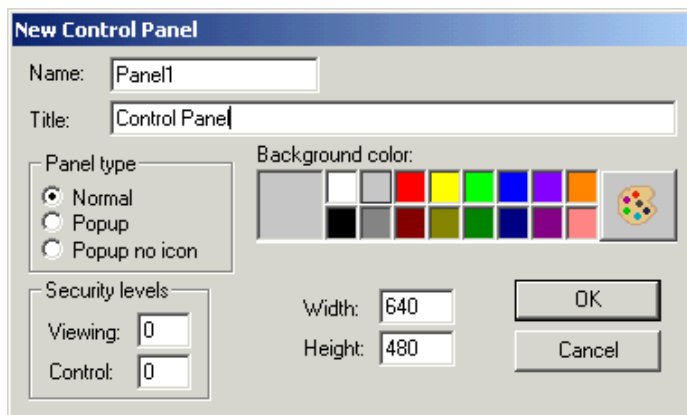 New Control Panel
Name: Panel1
Title: Control Panel
Panel type
Normal
Popup
Popup no icon
Background color:
Security levels
Viewing: 0
Control: 0
Width: 640
Height: 480
OK
Cancel